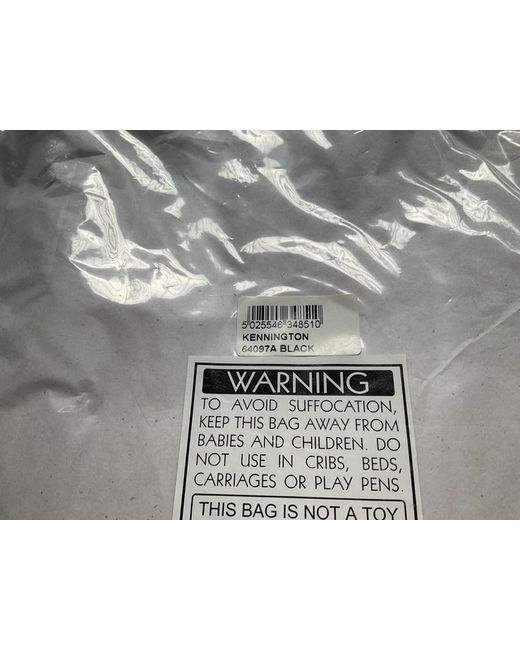 5 025546 348510
KENNINGTON
64097A BLACK
WARNING
TO AVOID SUFFOCATION,
KEEP THIS BAG AWAY FROM
BABIES AND CHILDREN. DO
NOT USE IN CRIBS, BEDS,
CARRIAGES OR PLAY PENS.
THIS BAG IS NOT A TOY